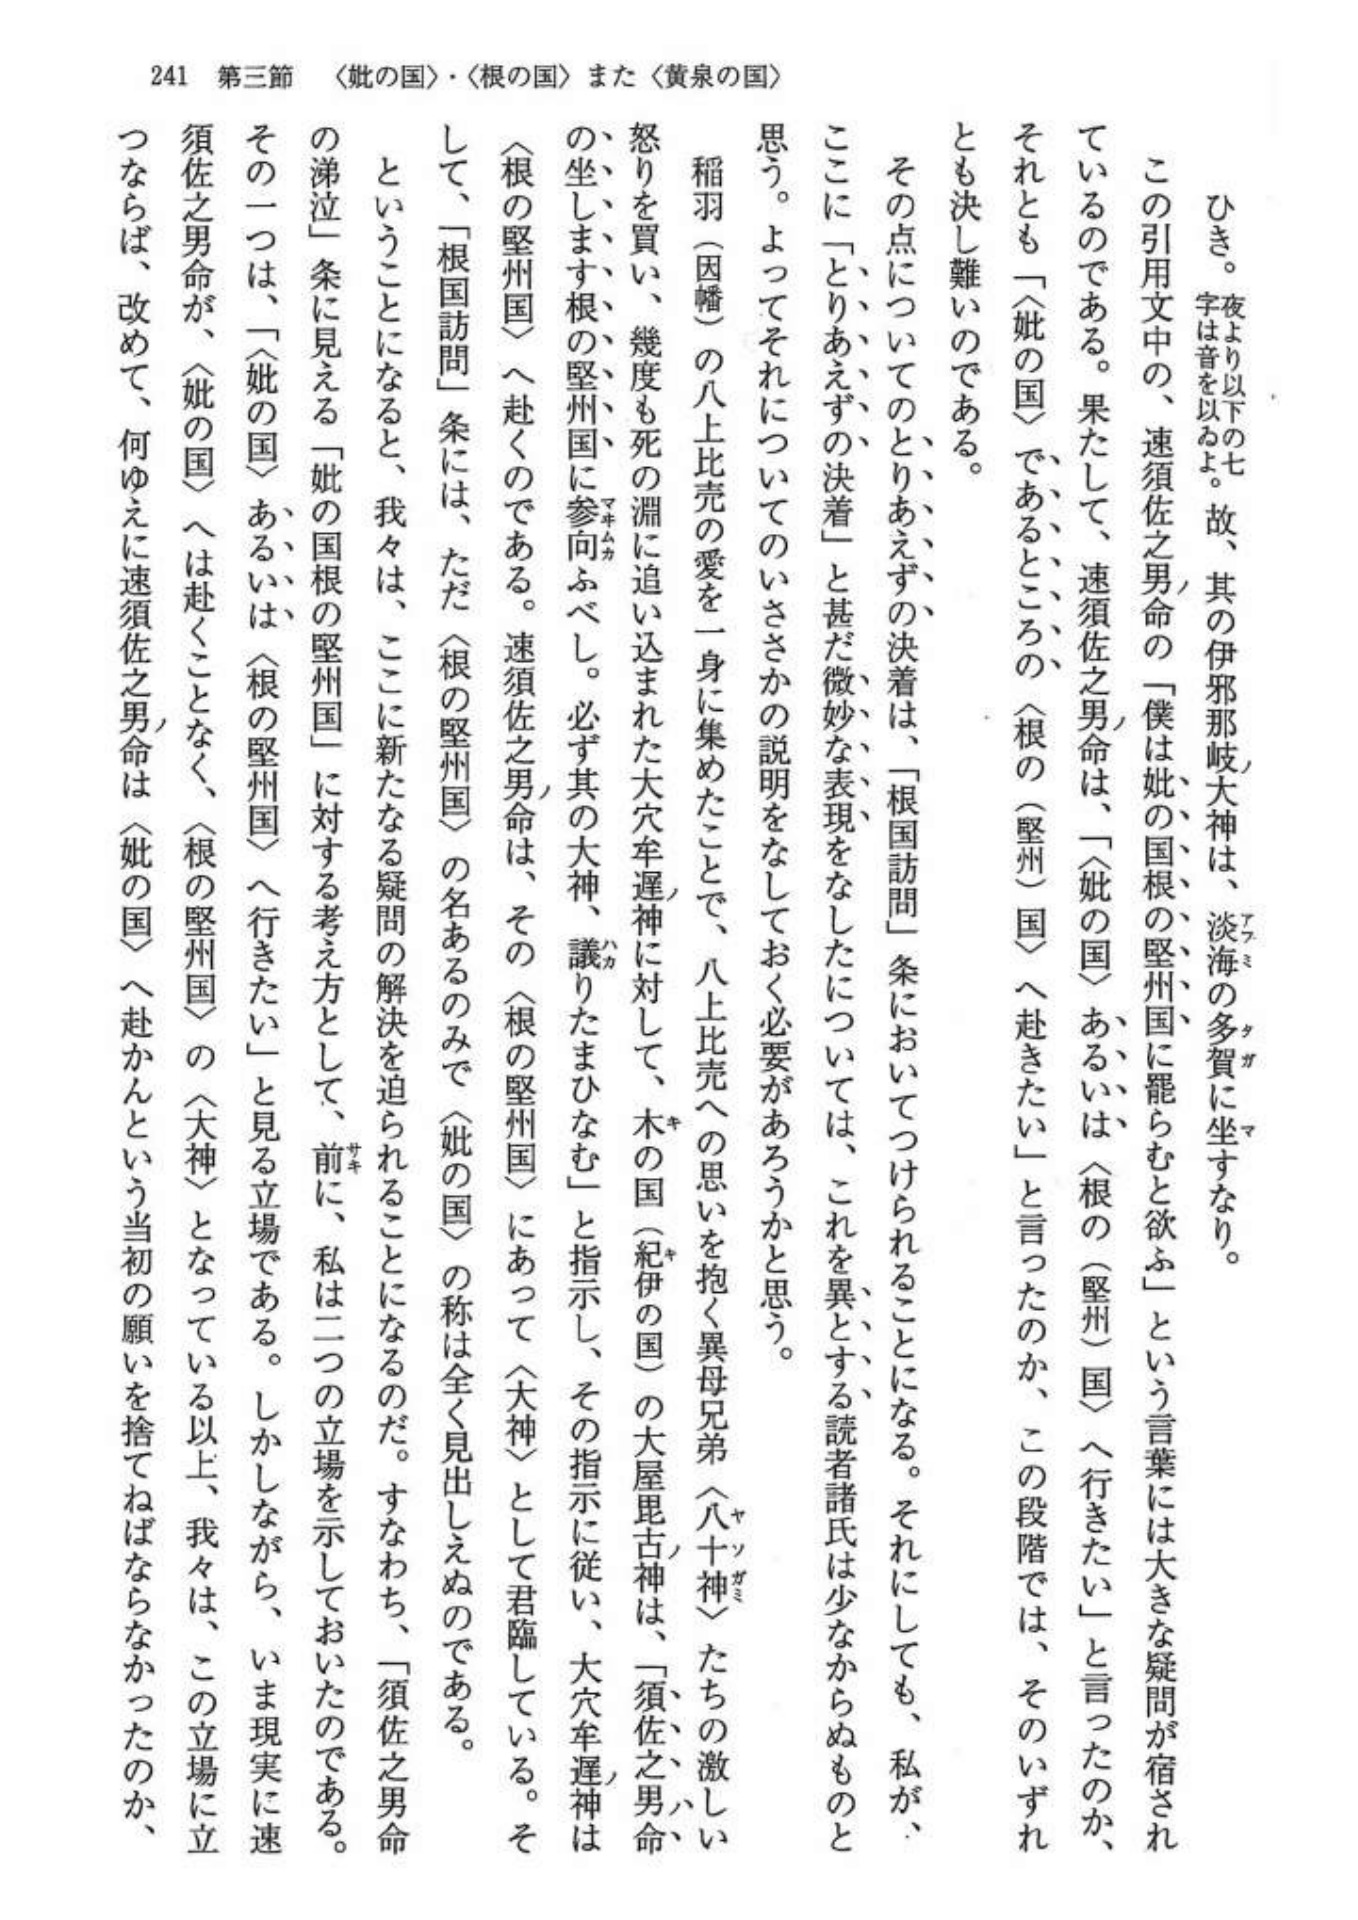 241　第三節　〈妣の国〉・〈根の国〉また〈黄泉の国〉
ひき。夜より以下の七字は音を以ゐよ。故、其の伊邪那岐ノ大神は、淡海の多賀に坐すなり。
この引用文中の、速須佐之男ノ命の「僕は妣の国根の堅州国に罷らむと欲ふ」という言葉には大きな疑問が宿され
ているのである。果たして、速須佐之男ノ命は、「〈妣の国〉あるいは〈根の（堅州）国〉へ行きたい」と言ったのか、
それとも「〈妣の国〉であるところの〈根の（堅州）国〉へ赴きたい」と言ったのか、この段階では、そのいずれ
とも決し難いのである。
その点についてのとりあえずの決着は、「根国訪問」条においてつけられることになる。それにしても、私が、
ここに「とりあえずの決着」と甚だ微妙な表現をなしたについては、これを異とする読者諸氏は少なからぬものと
思う。よってそれについてのいささかの説明をなしておく必要があろうかと思う。
稲羽（因幡）の八上比売の愛を一身に集めたことで、八上比売への思いを抱く異母兄弟〈八十神〉たちの激しい
怒りを買い、幾度も死の淵に追い込まれた大穴牟遅ノ神に対して、木の国（紀伊の国）の大屋毘古ノ神は、「須佐之男ノ命
の坐します根の堅州国に参向ふべし。必ず其の大神、議りたまひなむ」と指示し、その指示に従い、大穴牟遅ノ神は
〈根の堅州国〉へ赴くのである。速須佐之男ノ命は、その〈根の堅州国〉にあって〈大神〉として君臨している。そ
して、「根国訪問」条には、ただ〈根の堅州国〉の名あるのみで〈妣の国〉の称は全く見出しえぬのである。
ということになると、我々は、ここに新たなる疑問の解決を迫られることになるのだ。すなわち、「須佐之男命
の涕泣」条に見える「妣の国根の堅州国」に対する考え方として、前に、私は二つの立場を示しておいたのである。
その一つは、「〈妣の国〉あるいは〈根の堅州国〉へ行きたい」と見る立場である。しかしながら、いま現実に速
須佐之男命が、〈妣の国〉へは赴くことなく、〈根の堅州国〉の〈大神〉となっている以上、我々は、この立場に立
つならば、改めて、何ゆえに速須佐之男ノ命は〈妣の国〉へ赴かんという当初の願いを捨てねばならなかったのか、